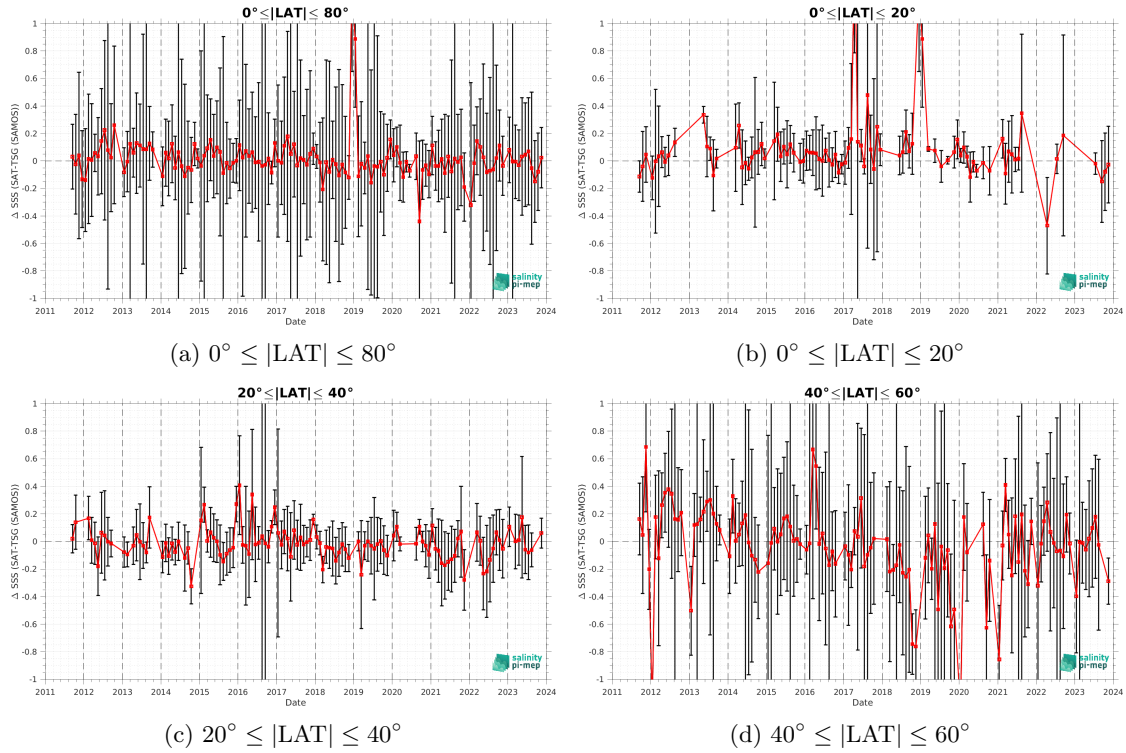 0°≤|LAT|≤ 80°
Δ SSS (SAT-TSG (SAMOS))
1
0.8
0.6
0.4
0.2
0
-0.2
-0.4
-0.6
-0.8
-1
2011 2012 2013 2014 2015 2016 2017 2018 2019 2020 2021 2022 2023 2024
Date
salinity
pi-mep
(a) 0° ≤ |LAT| ≤ 80°
0°≤|LAT|≤ 20°
Δ SSS (SAT-TSG (SAMOS))
1
0.8
0.6
0.4
0.2
0
-0.2
-0.4
-0.6
-0.8
-1
2011 2012 2013 2014 2015 2016 2017 2018 2019 2020 2021 2022 2023 2024
Date
salinity
pi-mep
(b) 0° ≤ |LAT| ≤ 20°
20°≤|LAT|≤ 40°
Δ SSS (SAT-TSG (SAMOS))
1
0.8
0.6
0.4
0.2
0
-0.2
-0.4
-0.6
-0.8
-1
2011 2012 2013 2014 2015 2016 2017 2018 2019 2020 2021 2022 2023 2024
Date
salinity
pi-mep
(c) 20° ≤ |LAT| ≤ 40°
40°≤|LAT|≤ 60°
Δ SSS (SAT-TSG (SAMOS))
1
0.8
0.6
0.4
0.2
0
-0.2
-0.4
-0.6
-0.8
-1
2011 2012 2013 2014 2015 2016 2017 2018 2019 2020 2021 2022 2023 2024
Date
salinity
pi-mep
(d) 40° ≤ |LAT| ≤ 60°